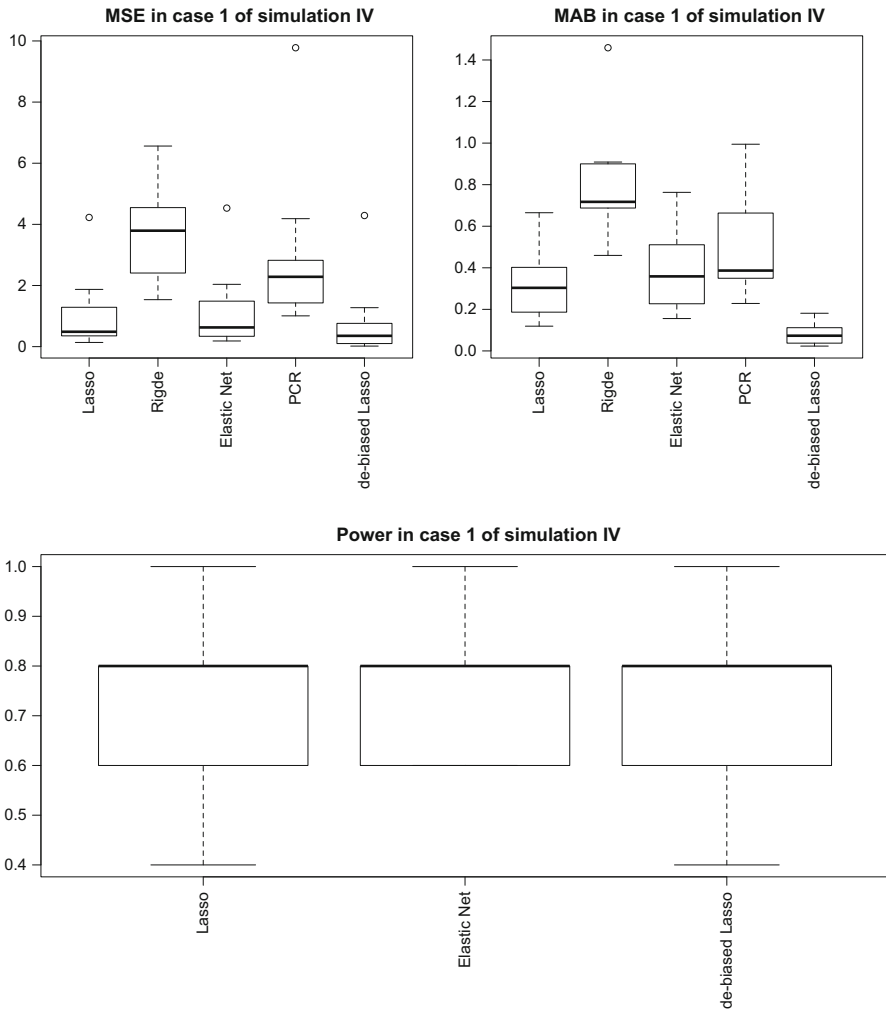 MSE in case 1 of simulation IV
10
8
6
4
2
0
Lasso
Rigde
Elastic Net
PCR
de-biased Lasso
MAB in case 1 of simulation IV
1.4
1.2
1.0
0.8
0.6
0.4
0.2
0.0
Lasso
Rigde
Elastic Net
PCR
de-biased Lasso
Power in case 1 of simulation IV
1.0
0.9
0.8
0.7
0.6
0.5
0.4
Lasso
Elastic Net
de-biased Lasso